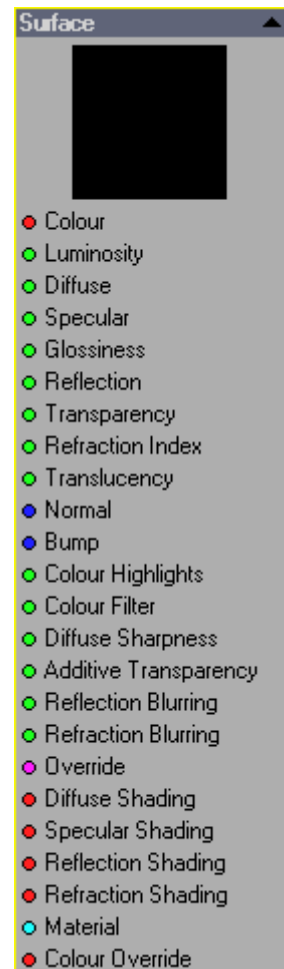 Surface
Colour
Luminosity
Diffuse
Specular
Glossiness
Reflection
Transparency
Refraction Index
Translucency
Normal
Bump
Colour Highlights
Colour Filter
Diffuse Sharpness
Additive Transparency
Reflection Blurring
Refraction Blurring
Override
Diffuse Shading
Specular Shading
Reflection Shading
Refraction Shading
Material
Colour Override